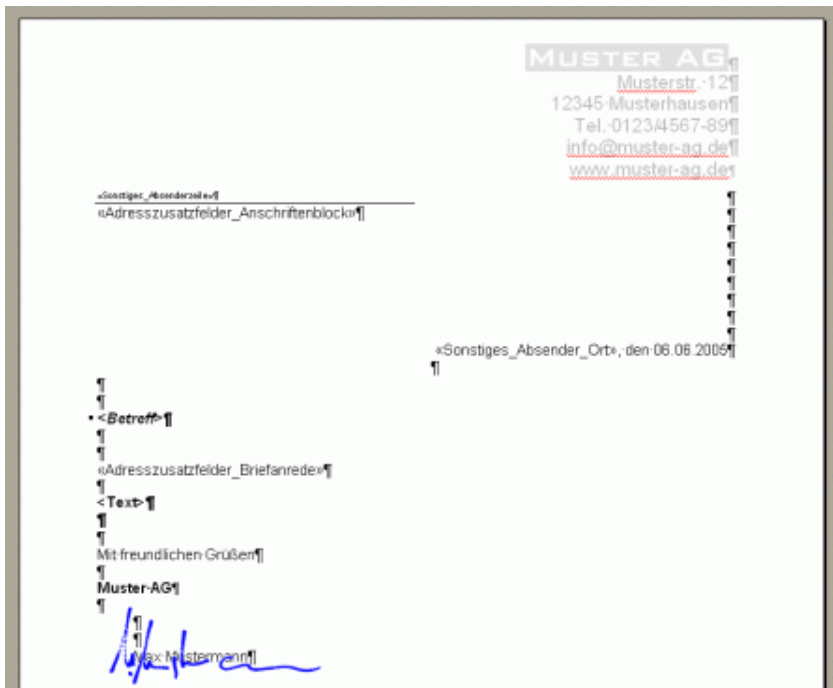 MUSTER AG¶
Musterstr.·12¶
12345·Musterhausen¶
Tel.·0123/4567-89¶
info@muster-ag.de¶
www.muster-ag.de¶
«Sonstiges_Absenderzeile»¶
«Adresszusatzfelder_Anschriftenblock»¶
¶
¶
¶
¶
¶
¶
¶
¶
¶
«Sonstiges_Absender_Ort»,·den·06.06.2005¶
¶
¶
¶
<Betreff>¶
¶
¶
«Adresszusatzfelder_Briefanrede»¶
¶
<Text>¶
¶
¶
Mit·freundlichen·Grüßen¶
¶
Muster·AG¶
¶
¶
¶
Max·Mustermann¶